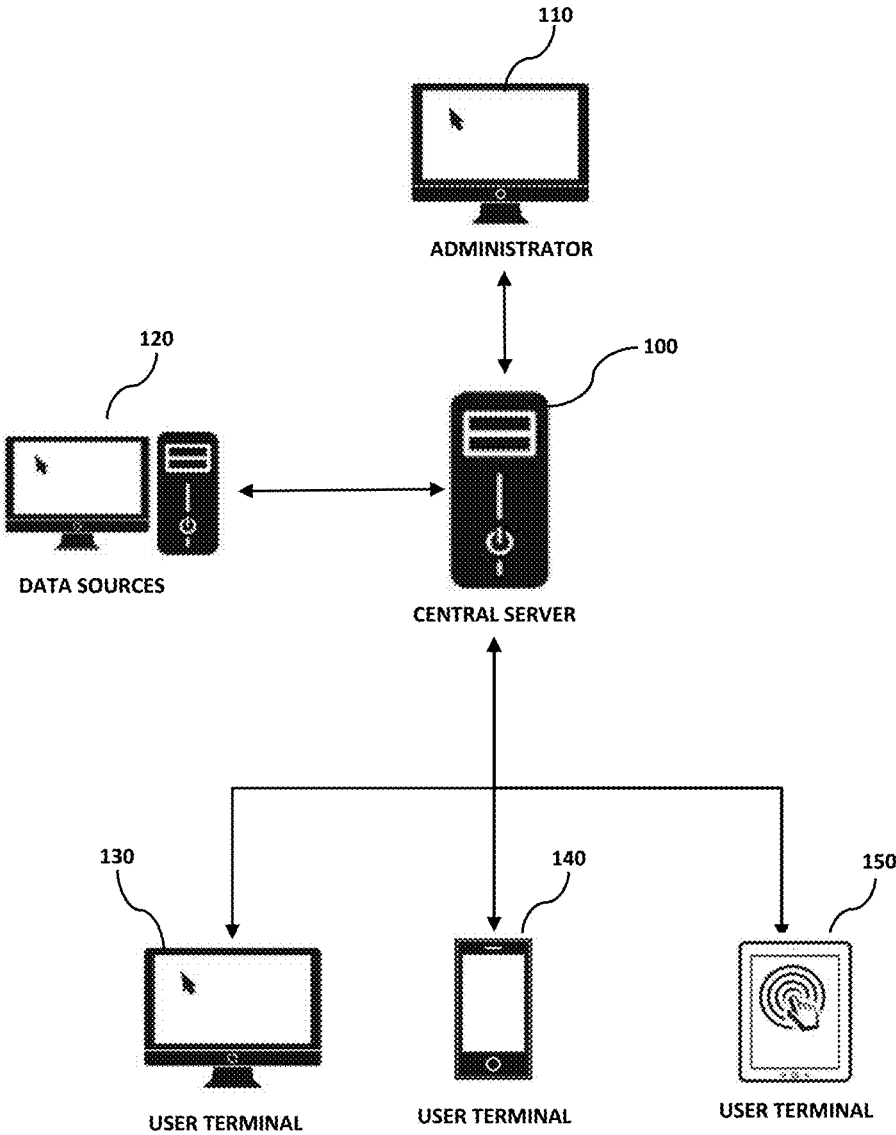 110
ADMINISTRATOR
120
100
DATA SOURCES
CENTRAL SERVER
130
140
150
USER TERMINAL
USER TERMINAL
USER TERMINAL